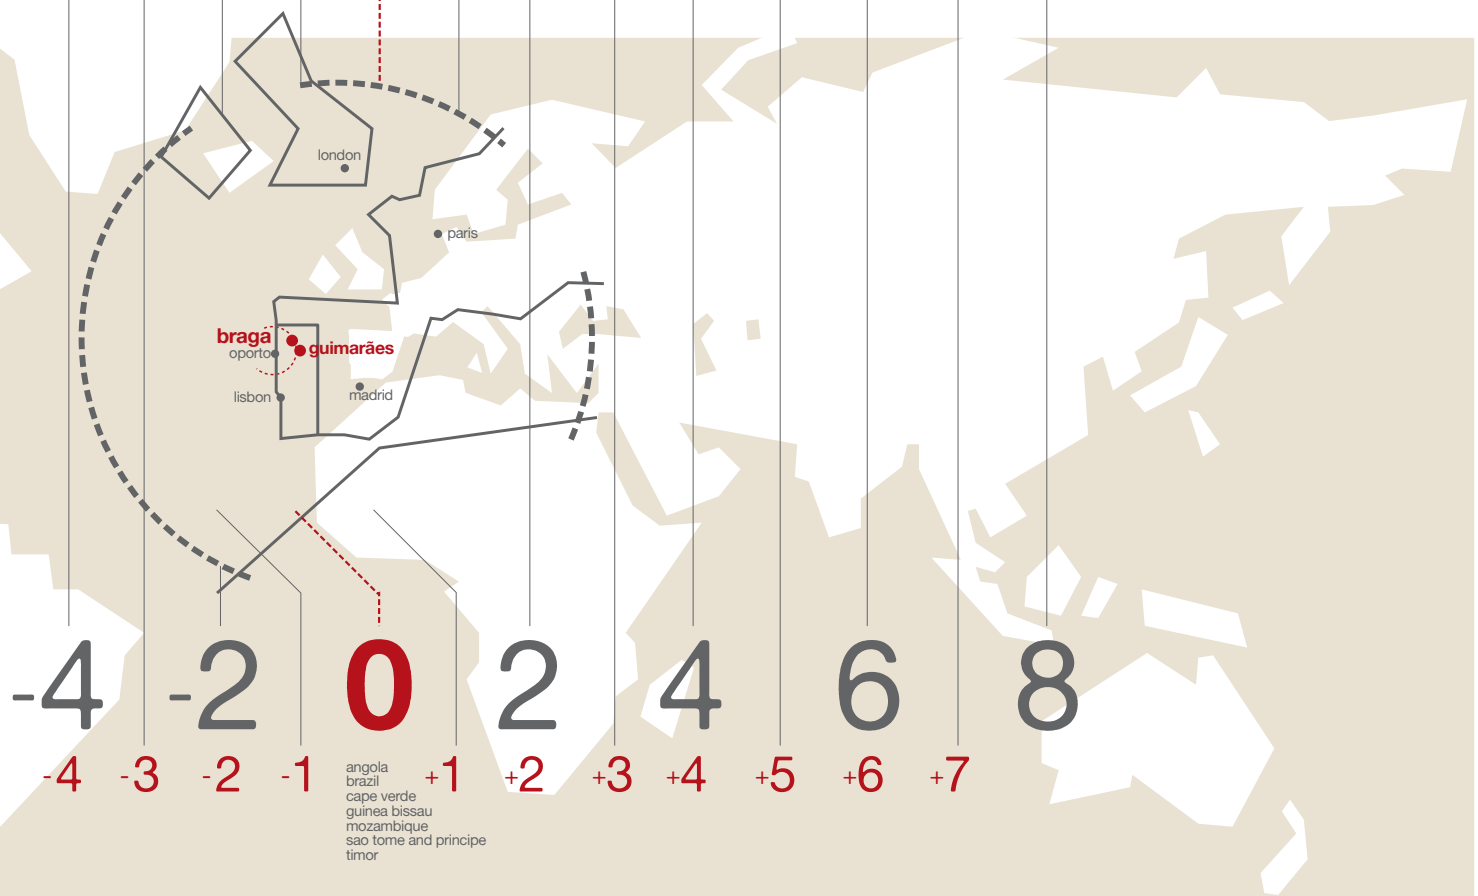 london
paris
braga
oporto
guimarães
lisbon
madrid
-4 -2 0 2 4 6 8
-4 -3 -2 -1 +1 +2 +3 +4 +5 +6 +7
angola
brazil
cape verde
guinea bissau
mozambique
sao tome and principe
timor